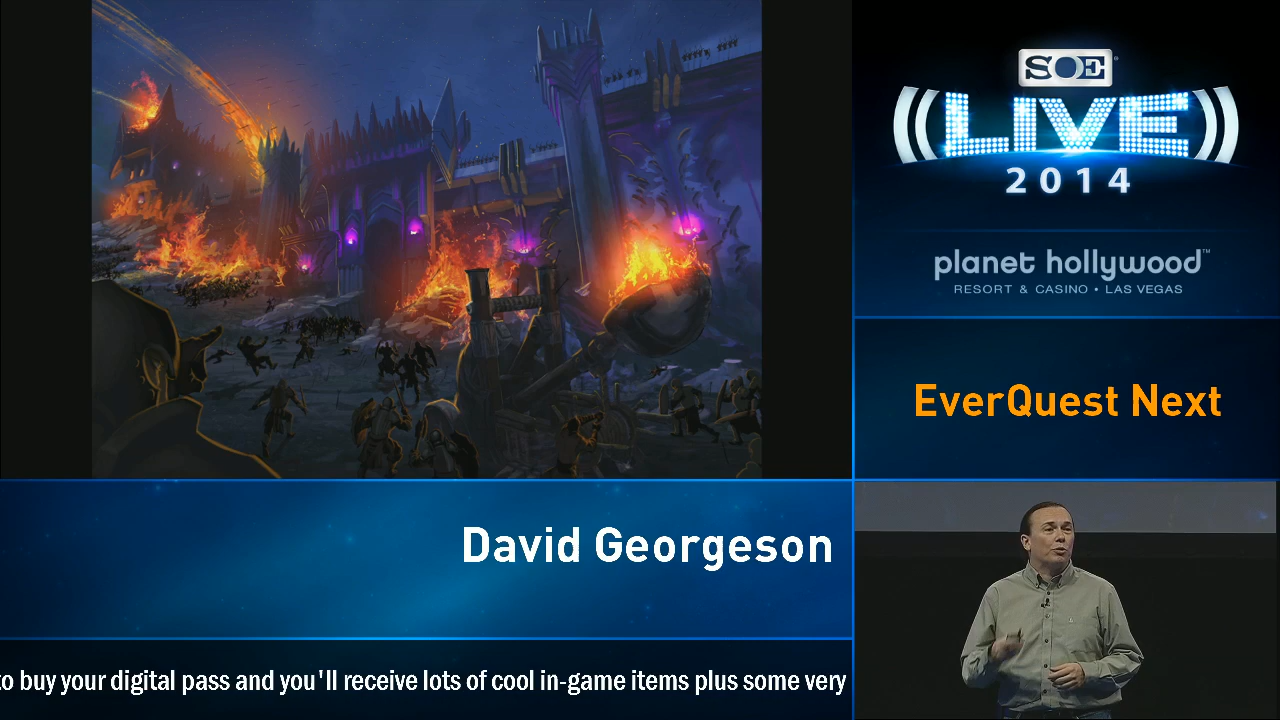 SOE
LIVE
2014
planet hollywood™
RESORT & CASINO • LAS VEGAS
EverQuest Next
David Georgeson
to buy your digital pass and you'll receive lots of cool in-game items plus some very